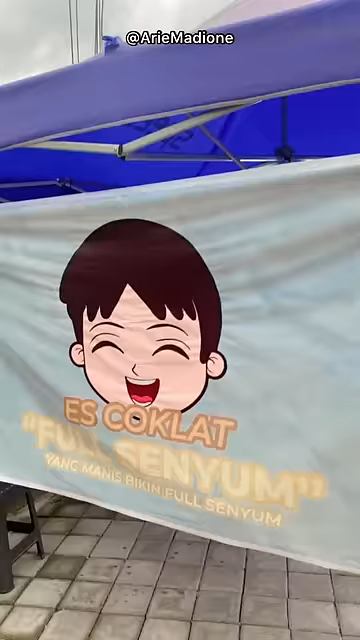 @ArieMadione
ES COKLAT
"FULL SENYUM"
YANG MANIS BIKIN FULL SENYUM